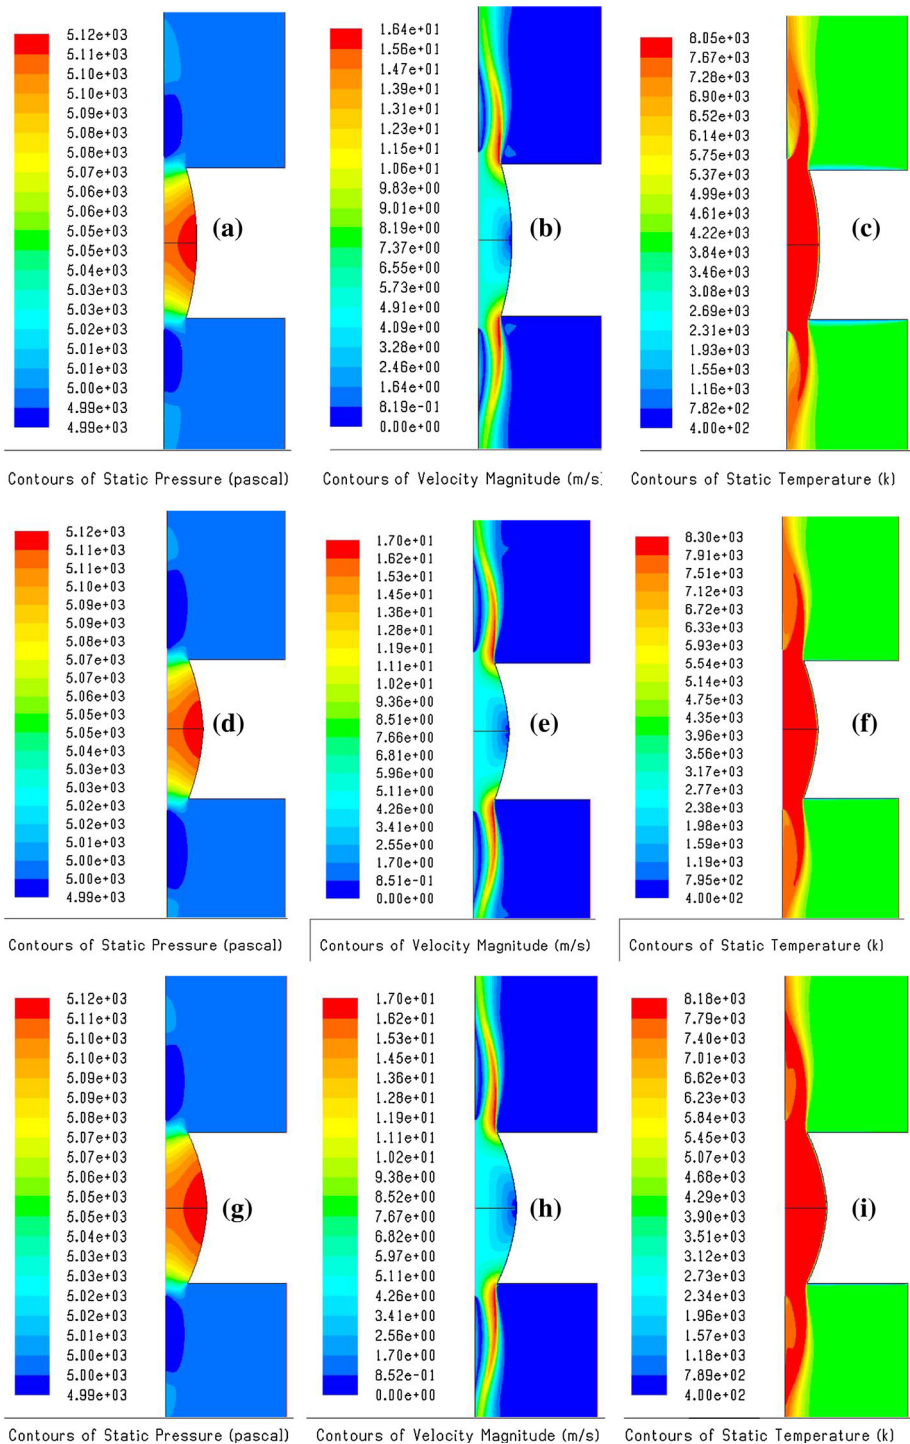 5.12e+03
5.11e+03
5.10e+03
5.10e+03
5.09e+03
5.08e+03
5.08e+03
5.07e+03
5.06e+03
5.06e+03
5.05e+03
5.05e+03
5.04e+03
5.03e+03
5.03e+03
5.02e+03
5.01e+03
5.01e+03
5.00e+03
4.99e+03
(a)
Contours of Static Pressure (pascal)
1.64e+01
1.56e+01
1.47e+01
1.39e+01
1.31e+01
1.23e+01
1.15e+01
1.06e+01
9.83e+00
9.01e+00
8.19e+00
7.37e+00
6.55e+00
5.73e+00
4.91e+00
4.09e+00
3.28e+00
2.46e+00
1.64e+00
8.19e-01
0.00e+00
(b)
Contours of Velocity Magnitude (m/s)
8.05e+03
7.67e+03
7.28e+03
6.90e+03
6.52e+03
6.14e+03
5.75e+03
5.37e+03
4.99e+03
4.61e+03
4.22e+03
3.84e+03
3.46e+03
3.08e+03
2.69e+03
2.31e+03
1.93e+03
1.55e+03
1.16e+03
7.82e+02
4.00e+02
(c)
Contours of Static Temperature (k)
5.12e+03
5.11e+03
5.11e+03
5.10e+03
5.09e+03
5.09e+03
5.08e+03
5.07e+03
5.07e+03
5.06e+03
5.05e+03
5.05e+03
5.04e+03
5.03e+03
5.03e+03
5.02e+03
5.02e+03
5.01e+03
5.00e+03
5.00e+03
4.99e+03
(d)
Contours of Static Pressure (pascal)
1.70e+01
1.62e+01
1.53e+01
1.45e+01
1.36e+01
1.28e+01
1.19e+01
1.11e+01
1.02e+01
9.36e+00
8.51e+00
7.66e+00
6.81e+00
5.96e+00
5.11e+00
4.26e+00
3.41e+00
2.55e+00
1.70e+00
8.51e-01
0.00e+00
(e)
Contours of Velocity Magnitude (m/s)
8.30e+03
7.91e+03
7.51e+03
7.12e+03
6.72e+03
6.33e+03
5.93e+03
5.54e+03
5.14e+03
4.75e+03
4.35e+03
3.96e+03
3.56e+03
3.17e+03
2.77e+03
2.38e+03
1.98e+03
1.59e+03
1.19e+03
7.95e+02
4.00e+02
(f)
Contours of Static Temperature (k)
5.12e+03
5.11e+03
5.10e+03
5.10e+03
5.09e+03
5.09e+03
5.08e+03
5.07e+03
5.07e+03
5.06e+03
5.05e+03
5.05e+03
5.04e+03
5.03e+03
5.03e+03
5.02e+03
5.02e+03
5.01e+03
5.00e+03
5.00e+03
4.99e+03
(g)
Contours of Static Pressure (pascal)
1.70e+01
1.62e+01
1.53e+01
1.45e+01
1.36e+01
1.28e+01
1.19e+01
1.11e+01
1.02e+01
9.38e+00
8.52e+00
7.67e+00
6.82e+00
5.97e+00
5.11e+00
4.26e+00
3.41e+00
2.56e+00
1.70e+00
8.52e-01
0.00e+00
(h)
Contours of Velocity Magnitude (m/s)
8.18e+03
7.79e+03
7.40e+03
7.01e+03
6.62e+03
6.23e+03
5.84e+03
5.45e+03
5.07e+03
4.68e+03
4.29e+03
3.90e+03
3.51e+03
3.12e+03
2.73e+03
2.34e+03
1.96e+03
1.57e+03
1.18e+03
7.89e+02
4.00e+02
(i)
Contours of Static Temperature (k)